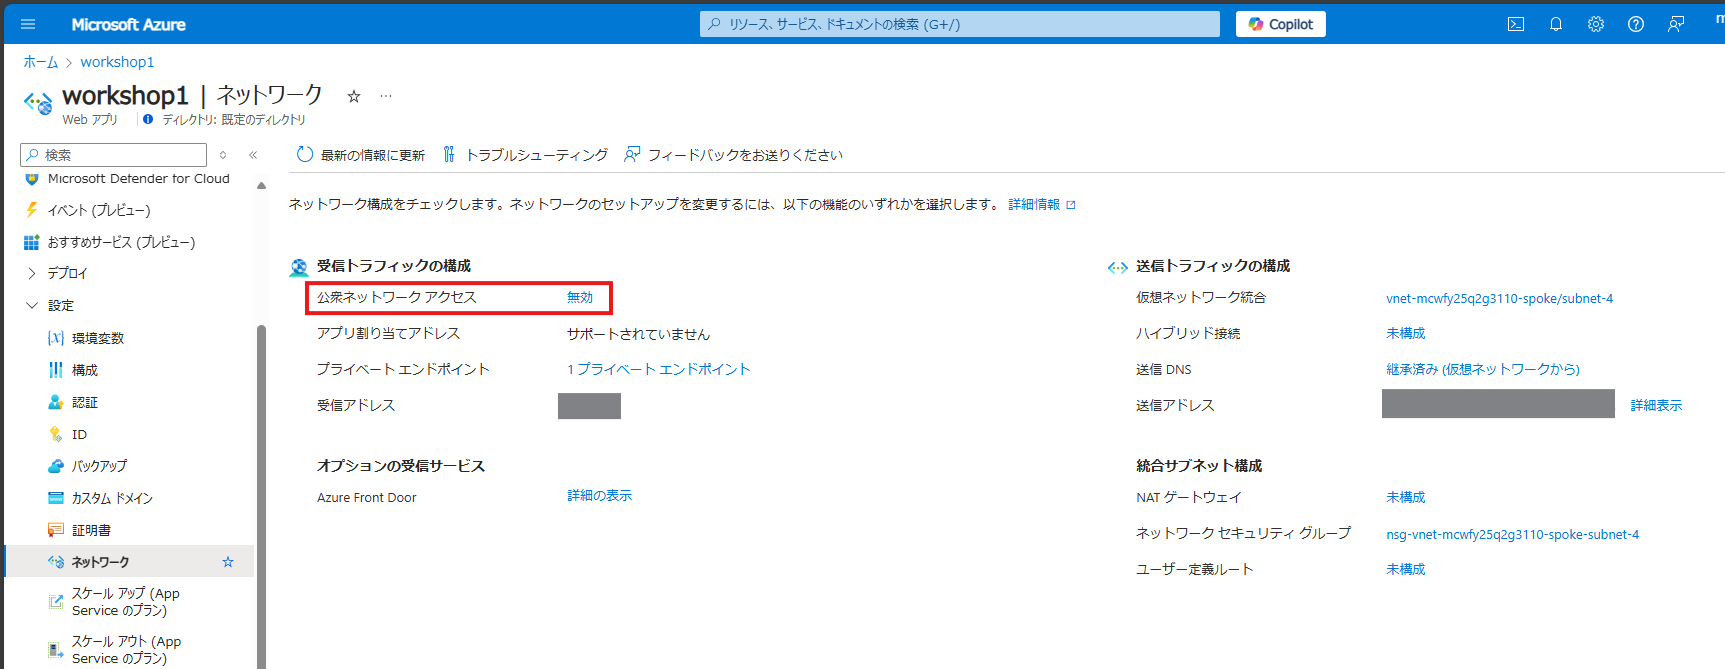 Microsoft Azure
リソース、サービス、ドキュメントの検索 (G+/)
Copilot
ホーム > workshop1
workshop1 | ネットワーク
Web アプリ
ディレクトリ: 既定のディレクトリ
検索
最新の情報に更新
トラブルシューティング
フィードバックをお送りください
Microsoft Defender for Cloud
イベント (プレビュー)
おすすめサービス (プレビュー)
デプロイ
設定
環境変数
構成
認証
ID
バックアップ
カスタム ドメイン
証明書
ネットワーク
スケール アップ (App
Service のプラン)
スケール アウト (App
Service のプラン)
ネットワーク構成をチェックします。ネットワークのセットアップを変更するには、以下の機能のいずれかを選択します。 詳細情報
受信トラフィックの構成
公衆ネットワーク アクセス 無効
アプリ割り当てアドレス サポートされていません
プライベート エンドポイント 1 プライベート エンドポイント
受信アドレス
オプションの受信サービス
Azure Front Door 詳細の表示
送信トラフィックの構成
仮想ネットワーク統合 vnet-mcwfy25q2g3110-spoke/subnet-4
ハイブリッド接続 未構成
送信 DNS 継承済み (仮想ネットワークから)
送信アドレス 詳細表示
統合サブネット構成
NAT ゲートウェイ 未構成
ネットワーク セキュリティ グループ nsg-vnet-mcwfy25q2g3110-spoke-subnet-4
ユーザー定義ルート 未構成